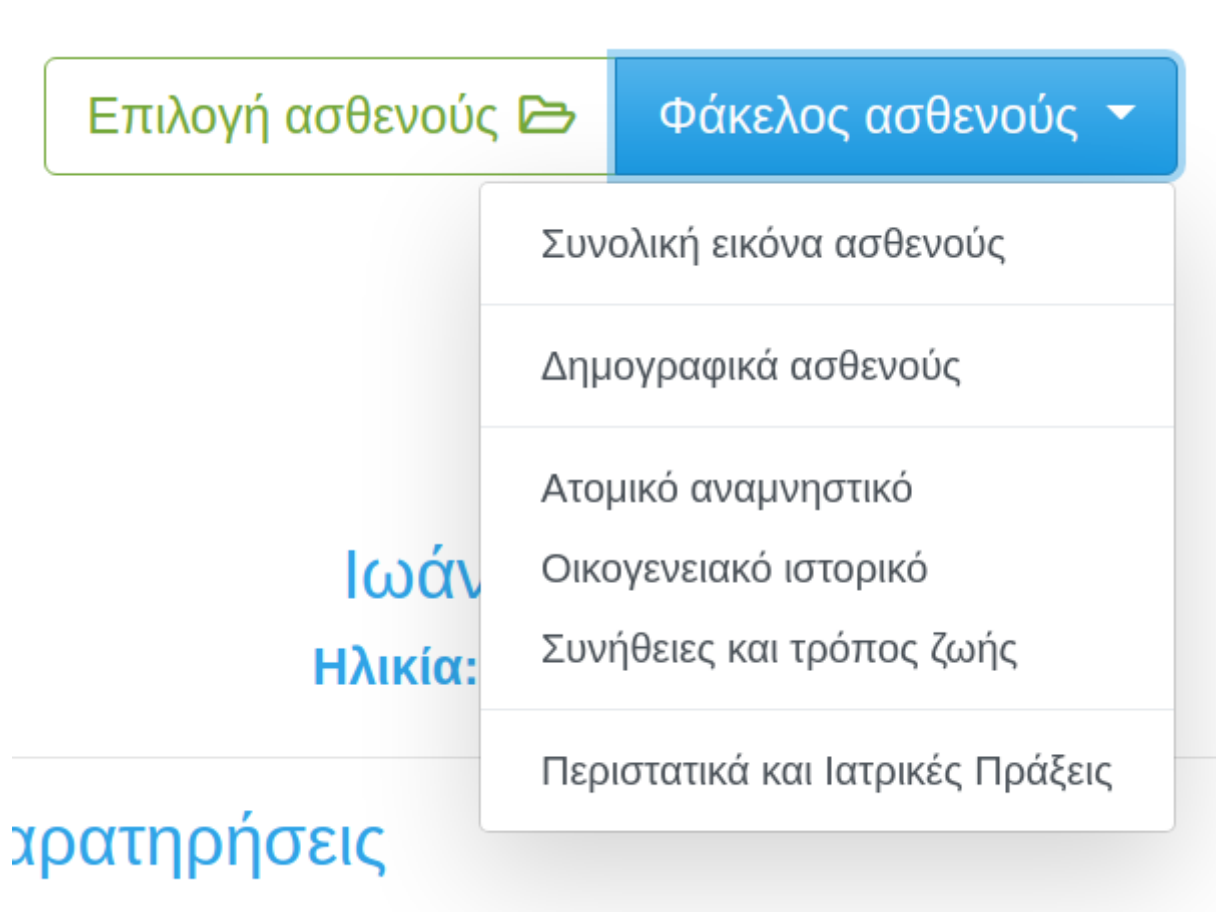 Επιλογή ασθενούς
Φάκελος ασθενούς
Συνολική εικόνα ασθενούς
Δημογραφικά ασθενούς
Ατομικό αναμνηστικό
Οικογενειακό ιστορικό
Συνήθειες και τρόπος ζωής
Περιστατικά και Ιατρικές Πράξεις
Ηλικία: